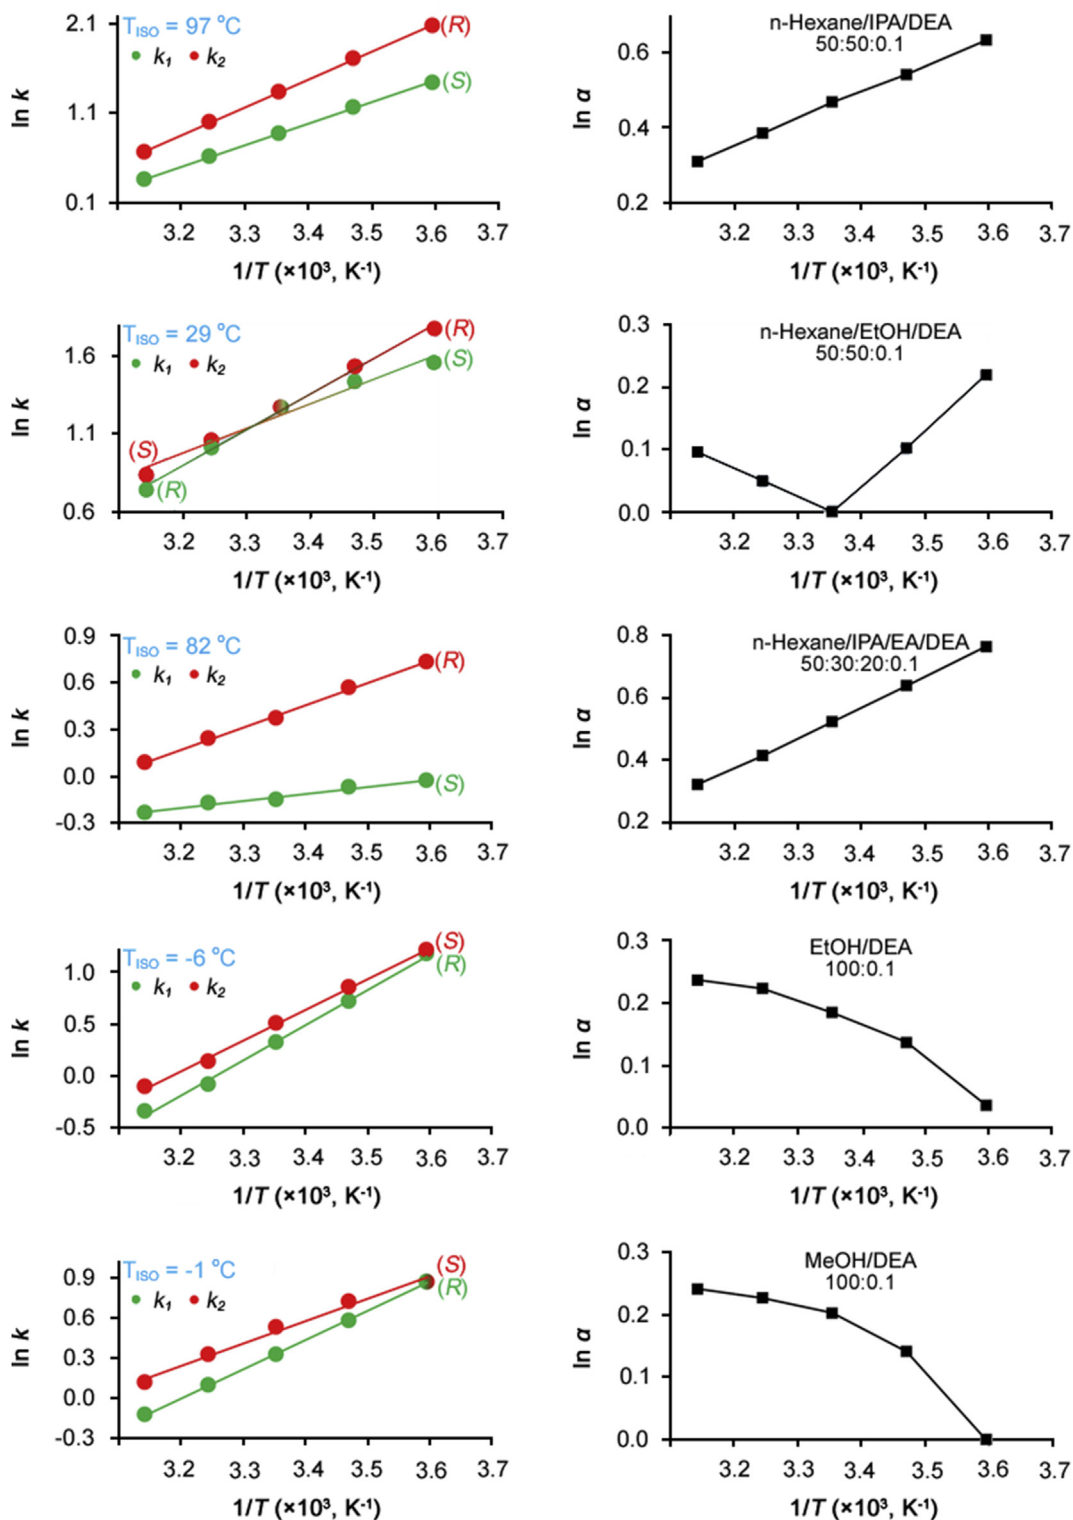 T_ISO = 97 °C
k₁ k₂
2.1
1.1
0.1
ln k
(R)
(S)
3.2 3.3 3.4 3.5 3.6 3.7
1/T (×10³, K⁻¹)
n-Hexane/IPA/DEA
50:50:0.1
0.6
0.4
0.2
ln α
3.2 3.3 3.4 3.5 3.6 3.7
1/T (×10³, K⁻¹)
T_ISO = 29 °C
k₁ k₂
1.6
1.1
0.6
ln k
(R)
(S)
(S)
(R)
3.2 3.3 3.4 3.5 3.6 3.7
1/T (×10³, K⁻¹)
n-Hexane/EtOH/DEA
50:50:0.1
0.3
0.2
0.1
0.0
ln α
3.2 3.3 3.4 3.5 3.6 3.7
1/T (×10³, K⁻¹)
T_ISO = 82 °C
k₁ k₂
0.9
0.6
0.3
0.0
-0.3
ln k
(R)
(S)
3.2 3.3 3.4 3.5 3.6 3.7
1/T (×10³, K⁻¹)
n-Hexane/IPA/EA/DEA
50:30:20:0.1
0.8
0.6
0.4
0.2
ln α
3.2 3.3 3.4 3.5 3.6 3.7
1/T (×10³, K⁻¹)
T_ISO = -6 °C
k₁ k₂
1.0
0.5
0.0
-0.5
ln k
(S)
(R)
3.2 3.3 3.4 3.5 3.6 3.7
1/T (×10³, K⁻¹)
EtOH/DEA
100:0.1
0.3
0.2
0.1
0.0
ln α
3.2 3.3 3.4 3.5 3.6 3.7
1/T (×10³, K⁻¹)
T_ISO = -1 °C
k₁ k₂
0.9
0.6
0.3
0.0
-0.3
ln k
(S)
(R)
3.2 3.3 3.4 3.5 3.6 3.7
1/T (×10³, K⁻¹)
MeOH/DEA
100:0.1
0.3
0.2
0.1
0.0
ln α
3.2 3.3 3.4 3.5 3.6 3.7
1/T (×10³, K⁻¹)